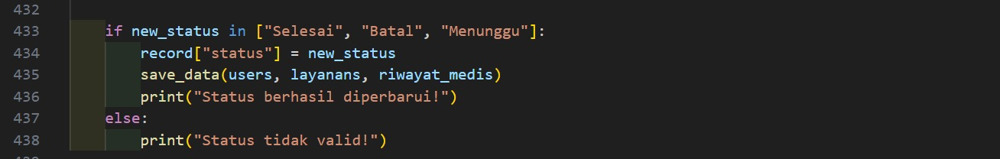 432
433 if new_status in ["Selesai", "Batal", "Menunggu"]:
434 record["status"] = new_status
435 save_data(users, layanans, riwayat_medis)
436 print("Status berhasil diperbarui!")
437 else:
438 print("Status tidak valid!")